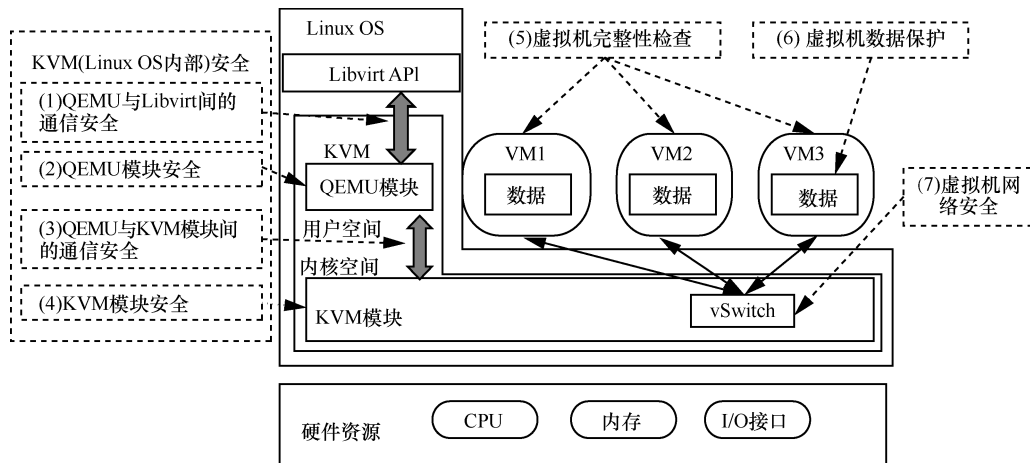 Linux OS
(5)虚拟机完整性检查
(6) 虚拟机数据保护
KVM(Linux OS内部)安全
Libvirt API
(1)QEMU与Libvirt间的
通信安全
KVM
VM1
VM2
VM3
(2)QEMU模块安全
QEMU模块
数据
数据
数据
(7)虚拟机网
络安全
(3)QEMU与KVM模块间
的通信安全
用户空间
内核空间
(4)KVM模块安全
KVM模块
vSwitch
硬件资源
CPU
内存
I/O接口